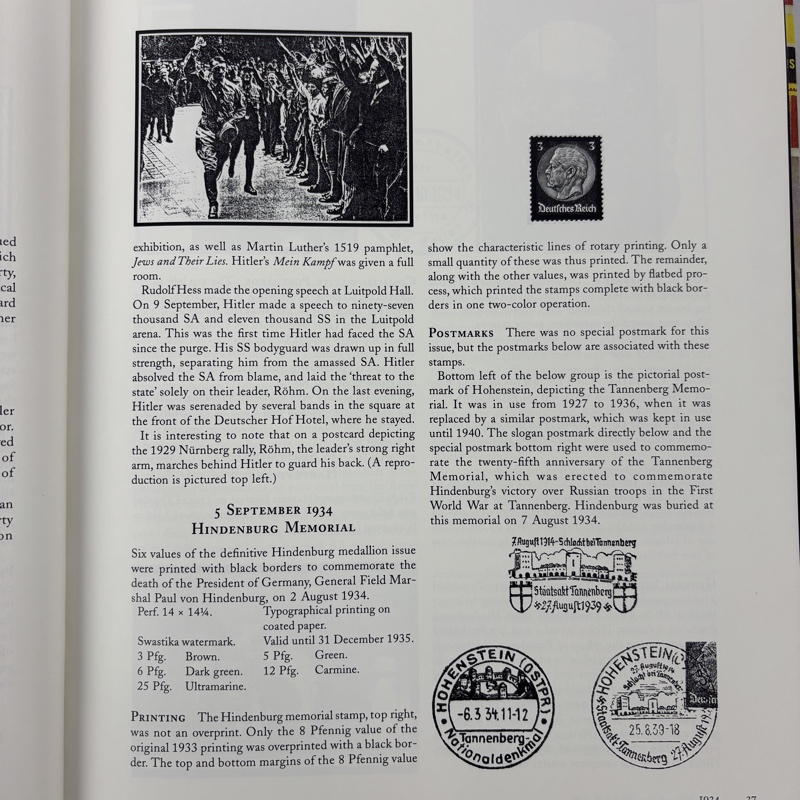 exhibition, as well as Martin Luther's 1519 pamphlet,
Jews and Their Lies. Hitler's Mein Kampf was given a full
room.
Rudolf Hess made the opening speech at Luitpold Hall.
On 9 September, Hitler made a speech to ninety-seven
thousand SA and eleven thousand SS in the Luitpold
arena. This was the first time Hitler had faced the SA
since the purge. His SS bodyguard was drawn up in full
strength, separating him from the amassed SA. Hitler
absolved the SA from blame, and laid the 'threat to the
state' solely on their leader, Röhm. On the last evening,
Hitler was serenaded by several bands in the square at
the front of the Deutscher Hof Hotel, where he stayed.
It is interesting to note that on a postcard depicting
the 1929 Nürnberg rally, Röhm, the leader's strong right
arm, marches behind Hitler to guard his back. (A repro-
duction is pictured top left.)
5 September 1934
Hindenburg Memorial
Six values of the definitive Hindenburg medallion issue
were printed with black borders to commemorate the
death of the President of Germany, General Field Mar-
shal Paul von Hindenburg, on 2 August 1934.
Perf. 14 × 14¼. Typographical printing on
coated paper.
Swastika watermark. Valid until 31 December 1935.
3 Pfg. Brown. 5 Pfg. Green.
6 Pfg. Dark green. 12 Pfg. Carmine.
25 Pfg. Ultramarine.
Printing The Hindenburg memorial stamp, top right,
was not an overprint. Only the 8 Pfennig value of the
original 1933 printing was overprinted with a black bor-
der. The top and bottom margins of the 8 Pfennig value
3 3
Deutsches Reich
show the characteristic lines of rotary printing. Only a
small quantity of these was thus printed. The remainder,
along with the other values, was printed by flatbed pro-
cess, which printed the stamps complete with black bor-
ders in one two-color operation.
Postmarks There was no special postmark for this
issue, but the postmarks below are associated with these
stamps.
Bottom left of the below group is the pictorial post-
mark of Hohenstein, depicting the Tannenberg Memo-
rial. It was in use from 1927 to 1936, when it was
replaced by a similar postmark, which was kept in use
until 1940. The slogan postmark directly below and the
special postmark bottom right were used to commemo-
rate the twenty-fifth anniversary of the Tannenberg
Memorial, which was erected to commemorate
Hindenburg's victory over Russian troops in the First
World War at Tannenberg. Hindenburg was buried at
this memorial on 7 August 1934.
7. August 1914 - Schlacht bei Tannenberg
Staatsakt Tannenberg
27. August 1939
HOHENSTEIN (OSTPR)
-6.3 34.11-12
Tannenberg-
Nationaldenkmal
HOHENSTEIN (
27. August 1914
Schlacht bei Tannenberg
25.8.39-18
Staatsakt Tannenberg 27. Aug. 19